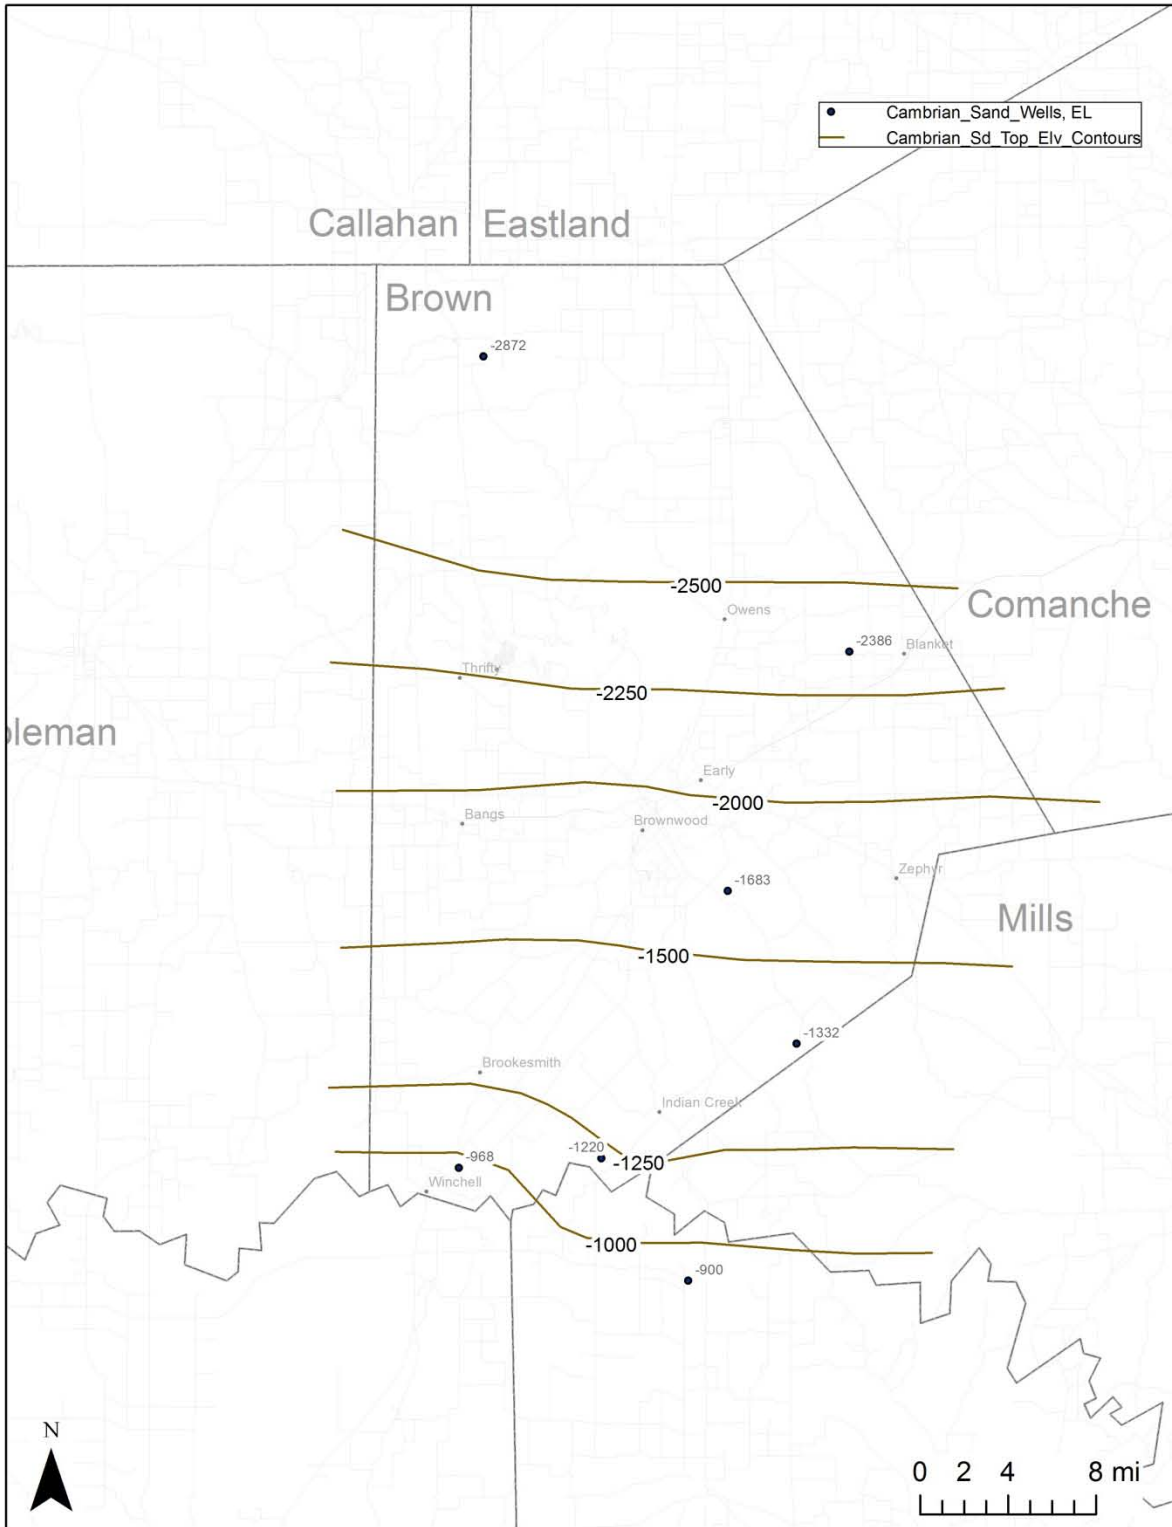 Cambrian_Sand_Wells, EL
Cambrian_Sd_Top_Elv_Contours
Callahan
Eastland
Brown
-2872
-2500
Comanche
Owens
-2386
Blanket
Thrifty
-2250
oleman
Early
-2000
Bangs
Brownwood
Zephyr
-1683
Mills
-1500
-1332
Brookesmith
Indian Creek
-1220
-968
-1250
Winchell
-1000
-900
N
0 2 4 8 mi